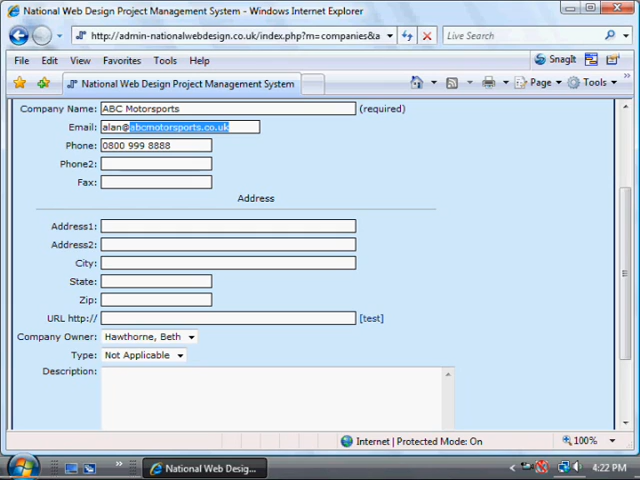 National Web Design Project Management System - Windows Internet Explorer
http://admin-nationalwebdesign.co.uk/index.php?m=companies&a
Live Search
File Edit View Favorites Tools Help
SnagIt
National Web Design Project Management System
Page
Tools
Company Name: ABC Motorsports (required)
Email: alan@abcmotorsports.co.uk
Phone: 0800 999 8888
Phone2:
Fax:
Address
Address1:
Address2:
City:
State:
Zip:
URL http:// [test]
Company Owner: Hawthorne, Beth
Type: Not Applicable
Description:
Internet | Protected Mode: On 100%
National Web Desig... 4:22 PM